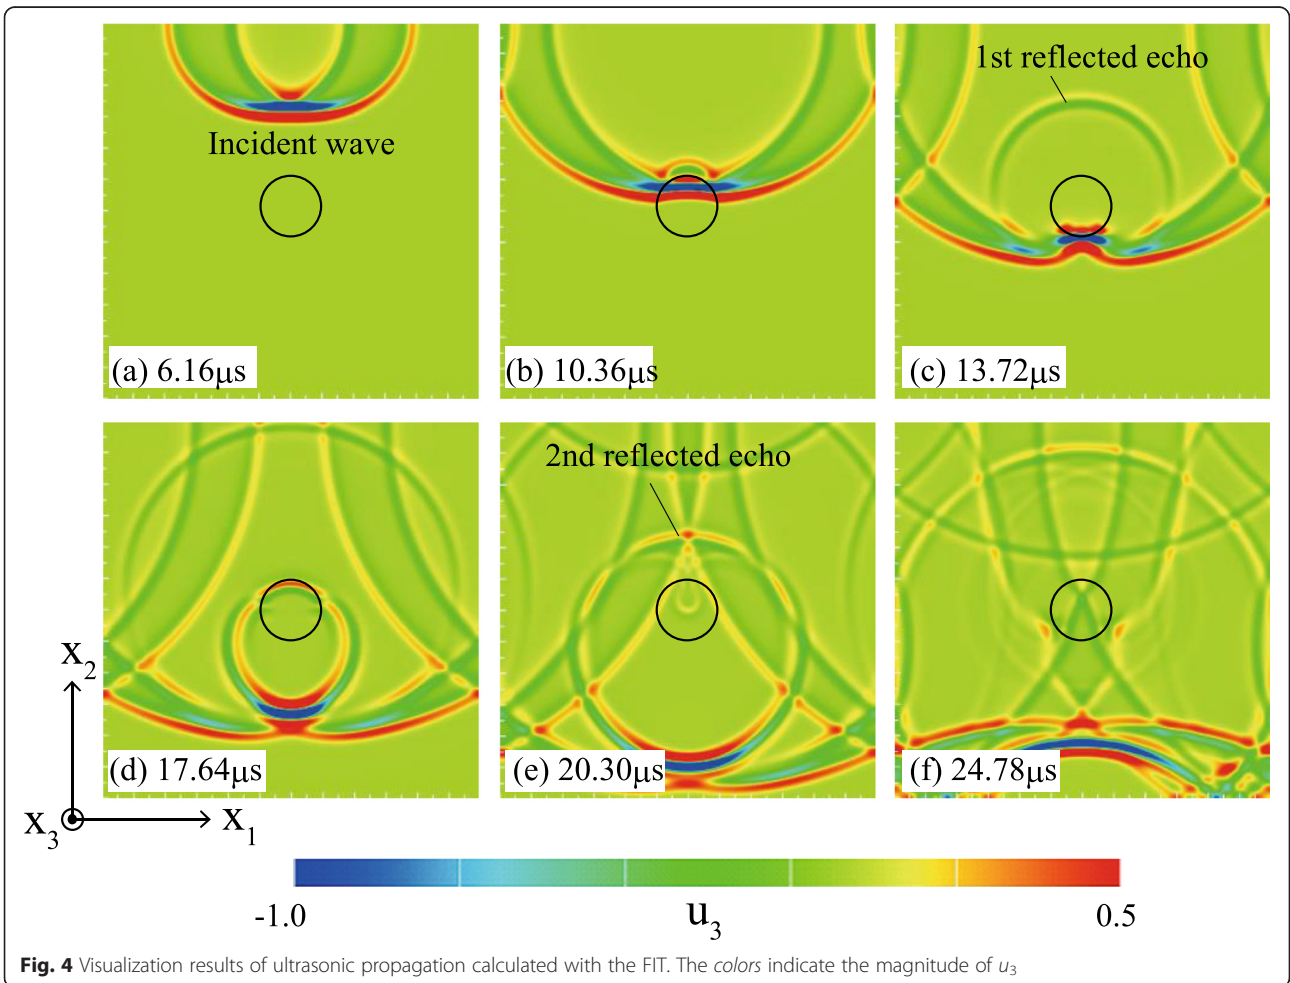 1st reflected echo
Incident wave
(a) 6.16μs
(b) 10.36μs
(c) 13.72μs
2nd reflected echo
(d) 17.64μs
(e) 20.30μs
(f) 24.78μs
x2
x3
x1
-1.0
u3
0.5
Fig. 4 Visualization results of ultrasonic propagation calculated with the FIT. The colors indicate the magnitude of u3